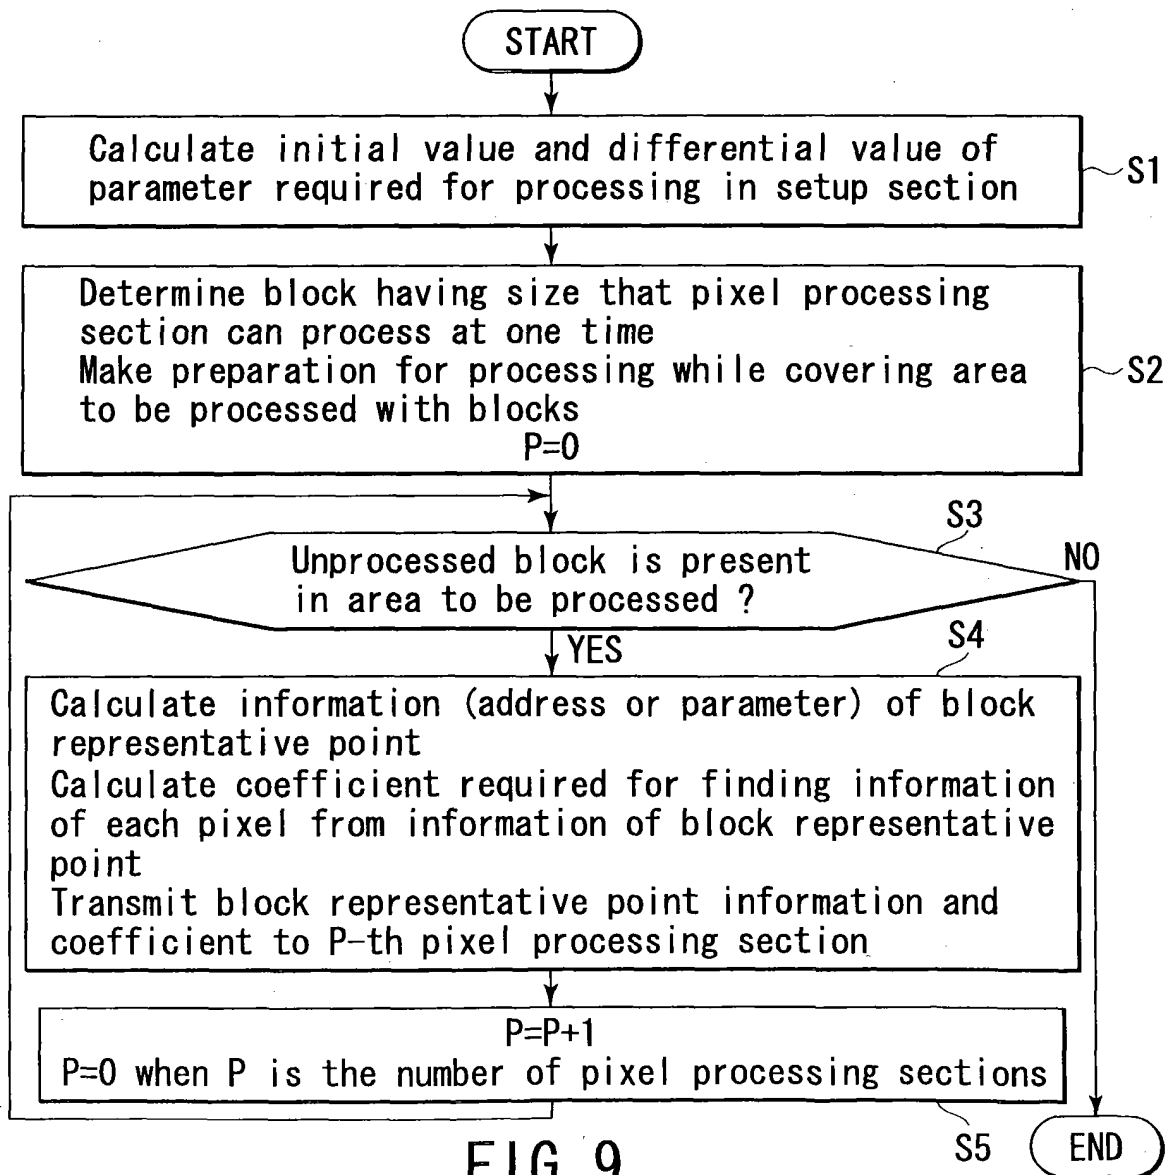 START
Calculate initial value and differential value of
parameter required for processing in setup section
S1
Determine block having size that pixel processing
section can process at one time
Make preparation for processing while covering area
to be processed with blocks
P=0
S2
S3
Unprocessed block is present
in area to be processed ?
NO
YES
S4
Calculate information (address or parameter) of block
representative point
Calculate coefficient required for finding information
of each pixel from information of block representative
point
Transmit block representative point information and
coefficient to P-th pixel processing section
P=P+1
P=0 when P is the number of pixel processing sections
S5
END
FIG. 9